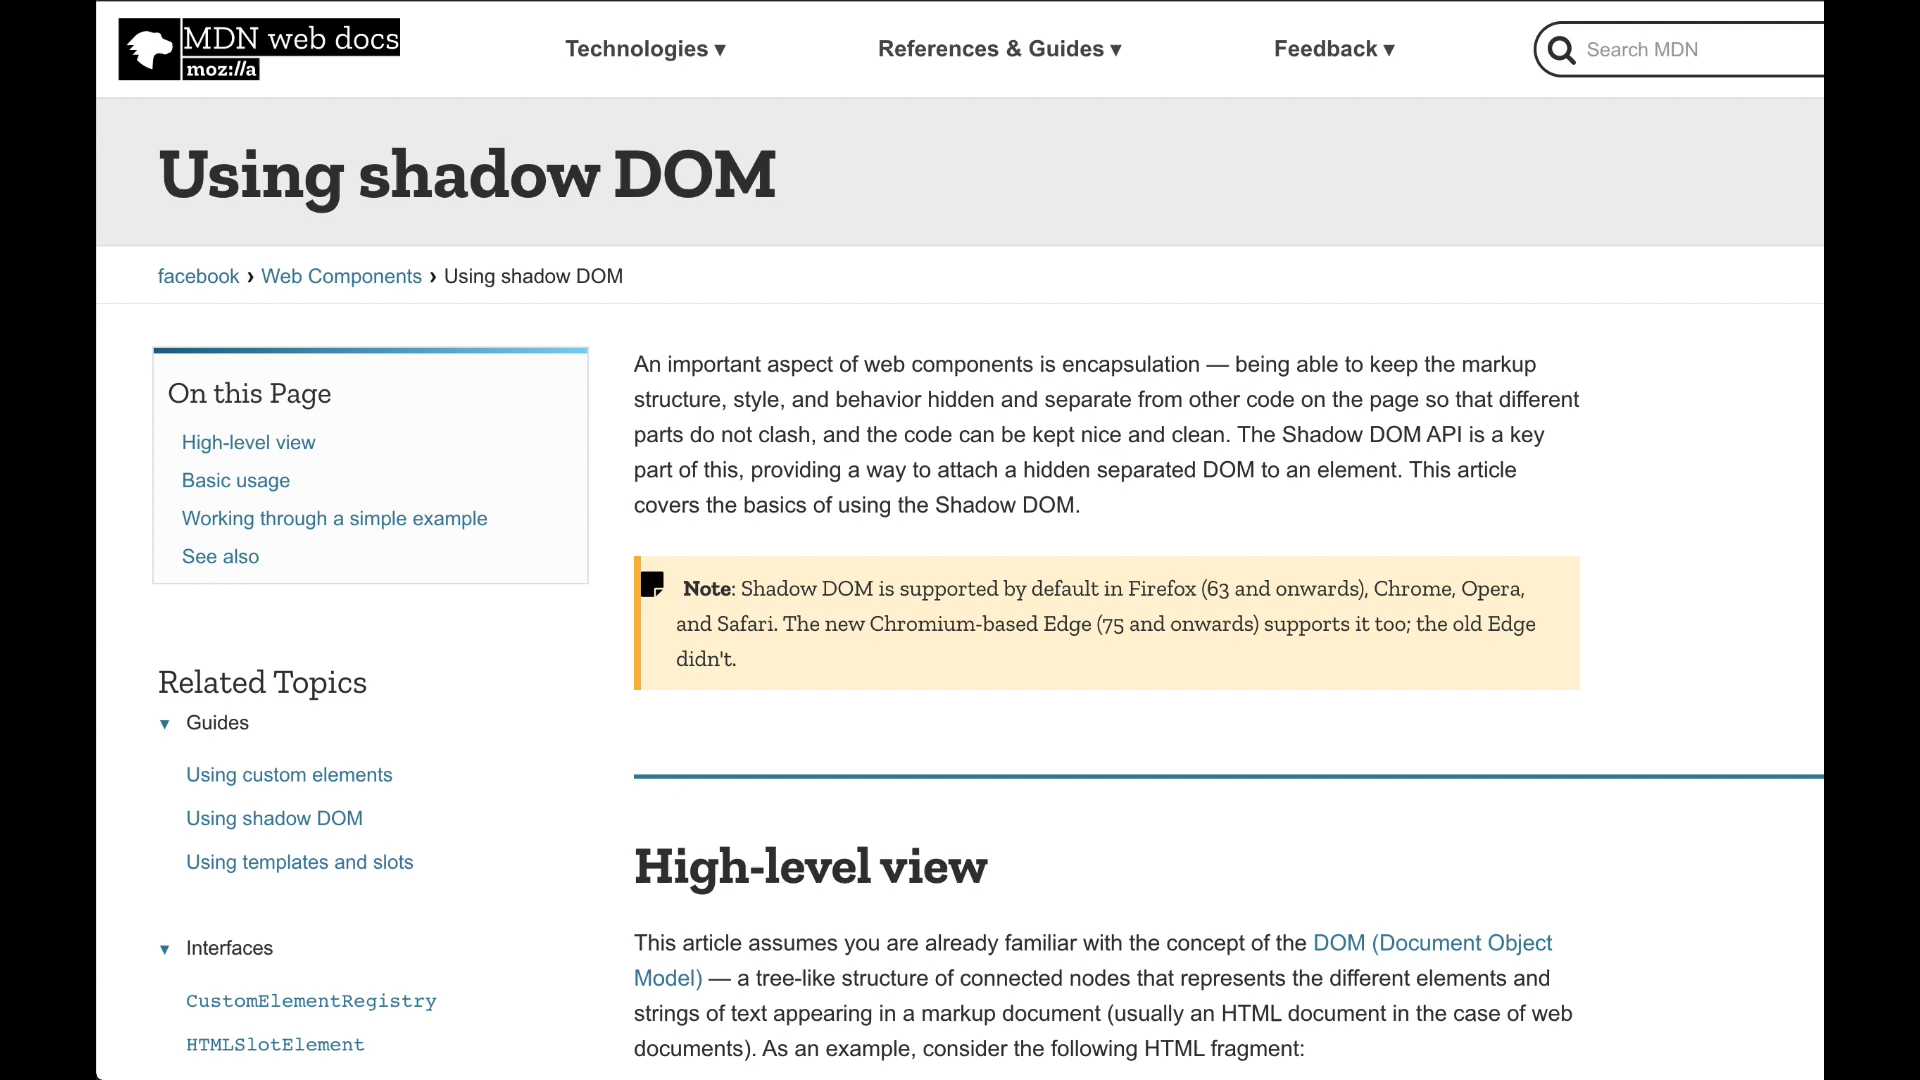 MDN web docs
moz://a
Technologies ▾
References & Guides ▾
Feedback ▾
Search MDN
Using shadow DOM
facebook › Web Components › Using shadow DOM
On this Page
High-level view
Basic usage
Working through a simple example
See also
Related Topics
▾ Guides
Using custom elements
Using shadow DOM
Using templates and slots
▾ Interfaces
CustomElementRegistry
HTMLSlotElement
An important aspect of web components is encapsulation — being able to keep the markup
structure, style, and behavior hidden and separate from other code on the page so that different
parts do not clash, and the code can be kept nice and clean. The Shadow DOM API is a key
part of this, providing a way to attach a hidden separated DOM to an element. This article
covers the basics of using the Shadow DOM.
Note: Shadow DOM is supported by default in Firefox (63 and onwards), Chrome, Opera,
and Safari. The new Chromium-based Edge (75 and onwards) supports it too; the old Edge
didn't.
High-level view
This article assumes you are already familiar with the concept of the DOM (Document Object
Model) — a tree-like structure of connected nodes that represents the different elements and
strings of text appearing in a markup document (usually an HTML document in the case of web
documents). As an example, consider the following HTML fragment: